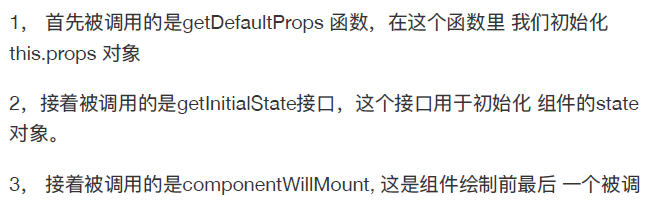 1， 首先被调用的是getDefaultProps 函数，在这个函数里 我们初始化
this.props 对象
2，接着被调用的是getInitialState接口，这个接口用于初始化 组件的state
对象。
3， 接着被调用的是componentWillMount, 这是组件绘制前最后 一个被调